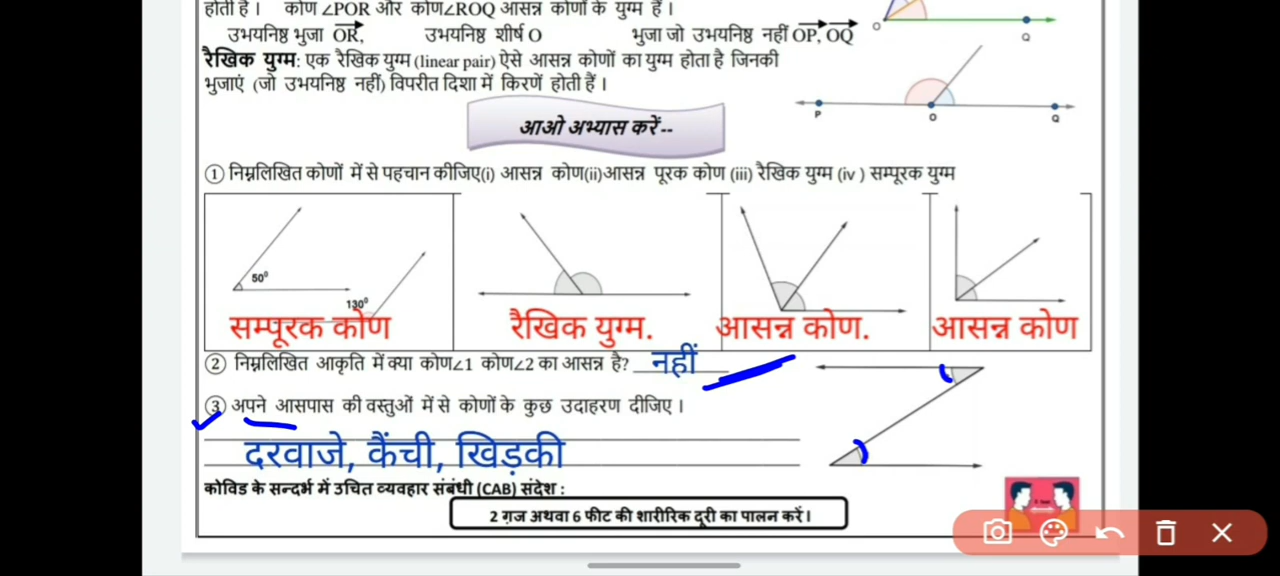 होती है। कोण ∠POR और कोण∠ROQ आसन्न कोणों के युग्म हैं।
उभयनिष्ठ भुजा OR, उभयनिष्ठ शीर्ष O भुजा जो उभयनिष्ठ नहीं OP, OQ
O Q
रैखिक युग्म: एक रैखिक युग्म (linear pair) ऐसे आसन्न कोणों का युग्म होता है जिनकी
भुजाएं (जो उभयनिष्ठ नहीं) विपरीत दिशा में किरणें होती हैं।
P O Q
आओ अभ्यास करें--
① निम्नलिखित कोणों में से पहचान कीजिए(i) आसन्न कोण(ii)आसन्न पूरक कोण (iii) रैखिक युग्म (iv ) सम्पूरक युग्म
50⁰
130⁰
सम्पूरक कोण रैखिक युग्म. आसन्न कोण. आसन्न कोण
② निम्नलिखित आकृति में क्या कोण∠1 कोण∠2 का आसन्न है? नहीं
③ अपने आसपास की वस्तुओं में से कोणों के कुछ उदाहरण दीजिए।
दरवाजे, कैंची, खिड़की
कोविड के सन्दर्भ में उचित व्यवहार संबंधी (CAB) संदेश :
2 ग़ज अथवा 6 फीट की शारीरिक दूरी का पालन करें।